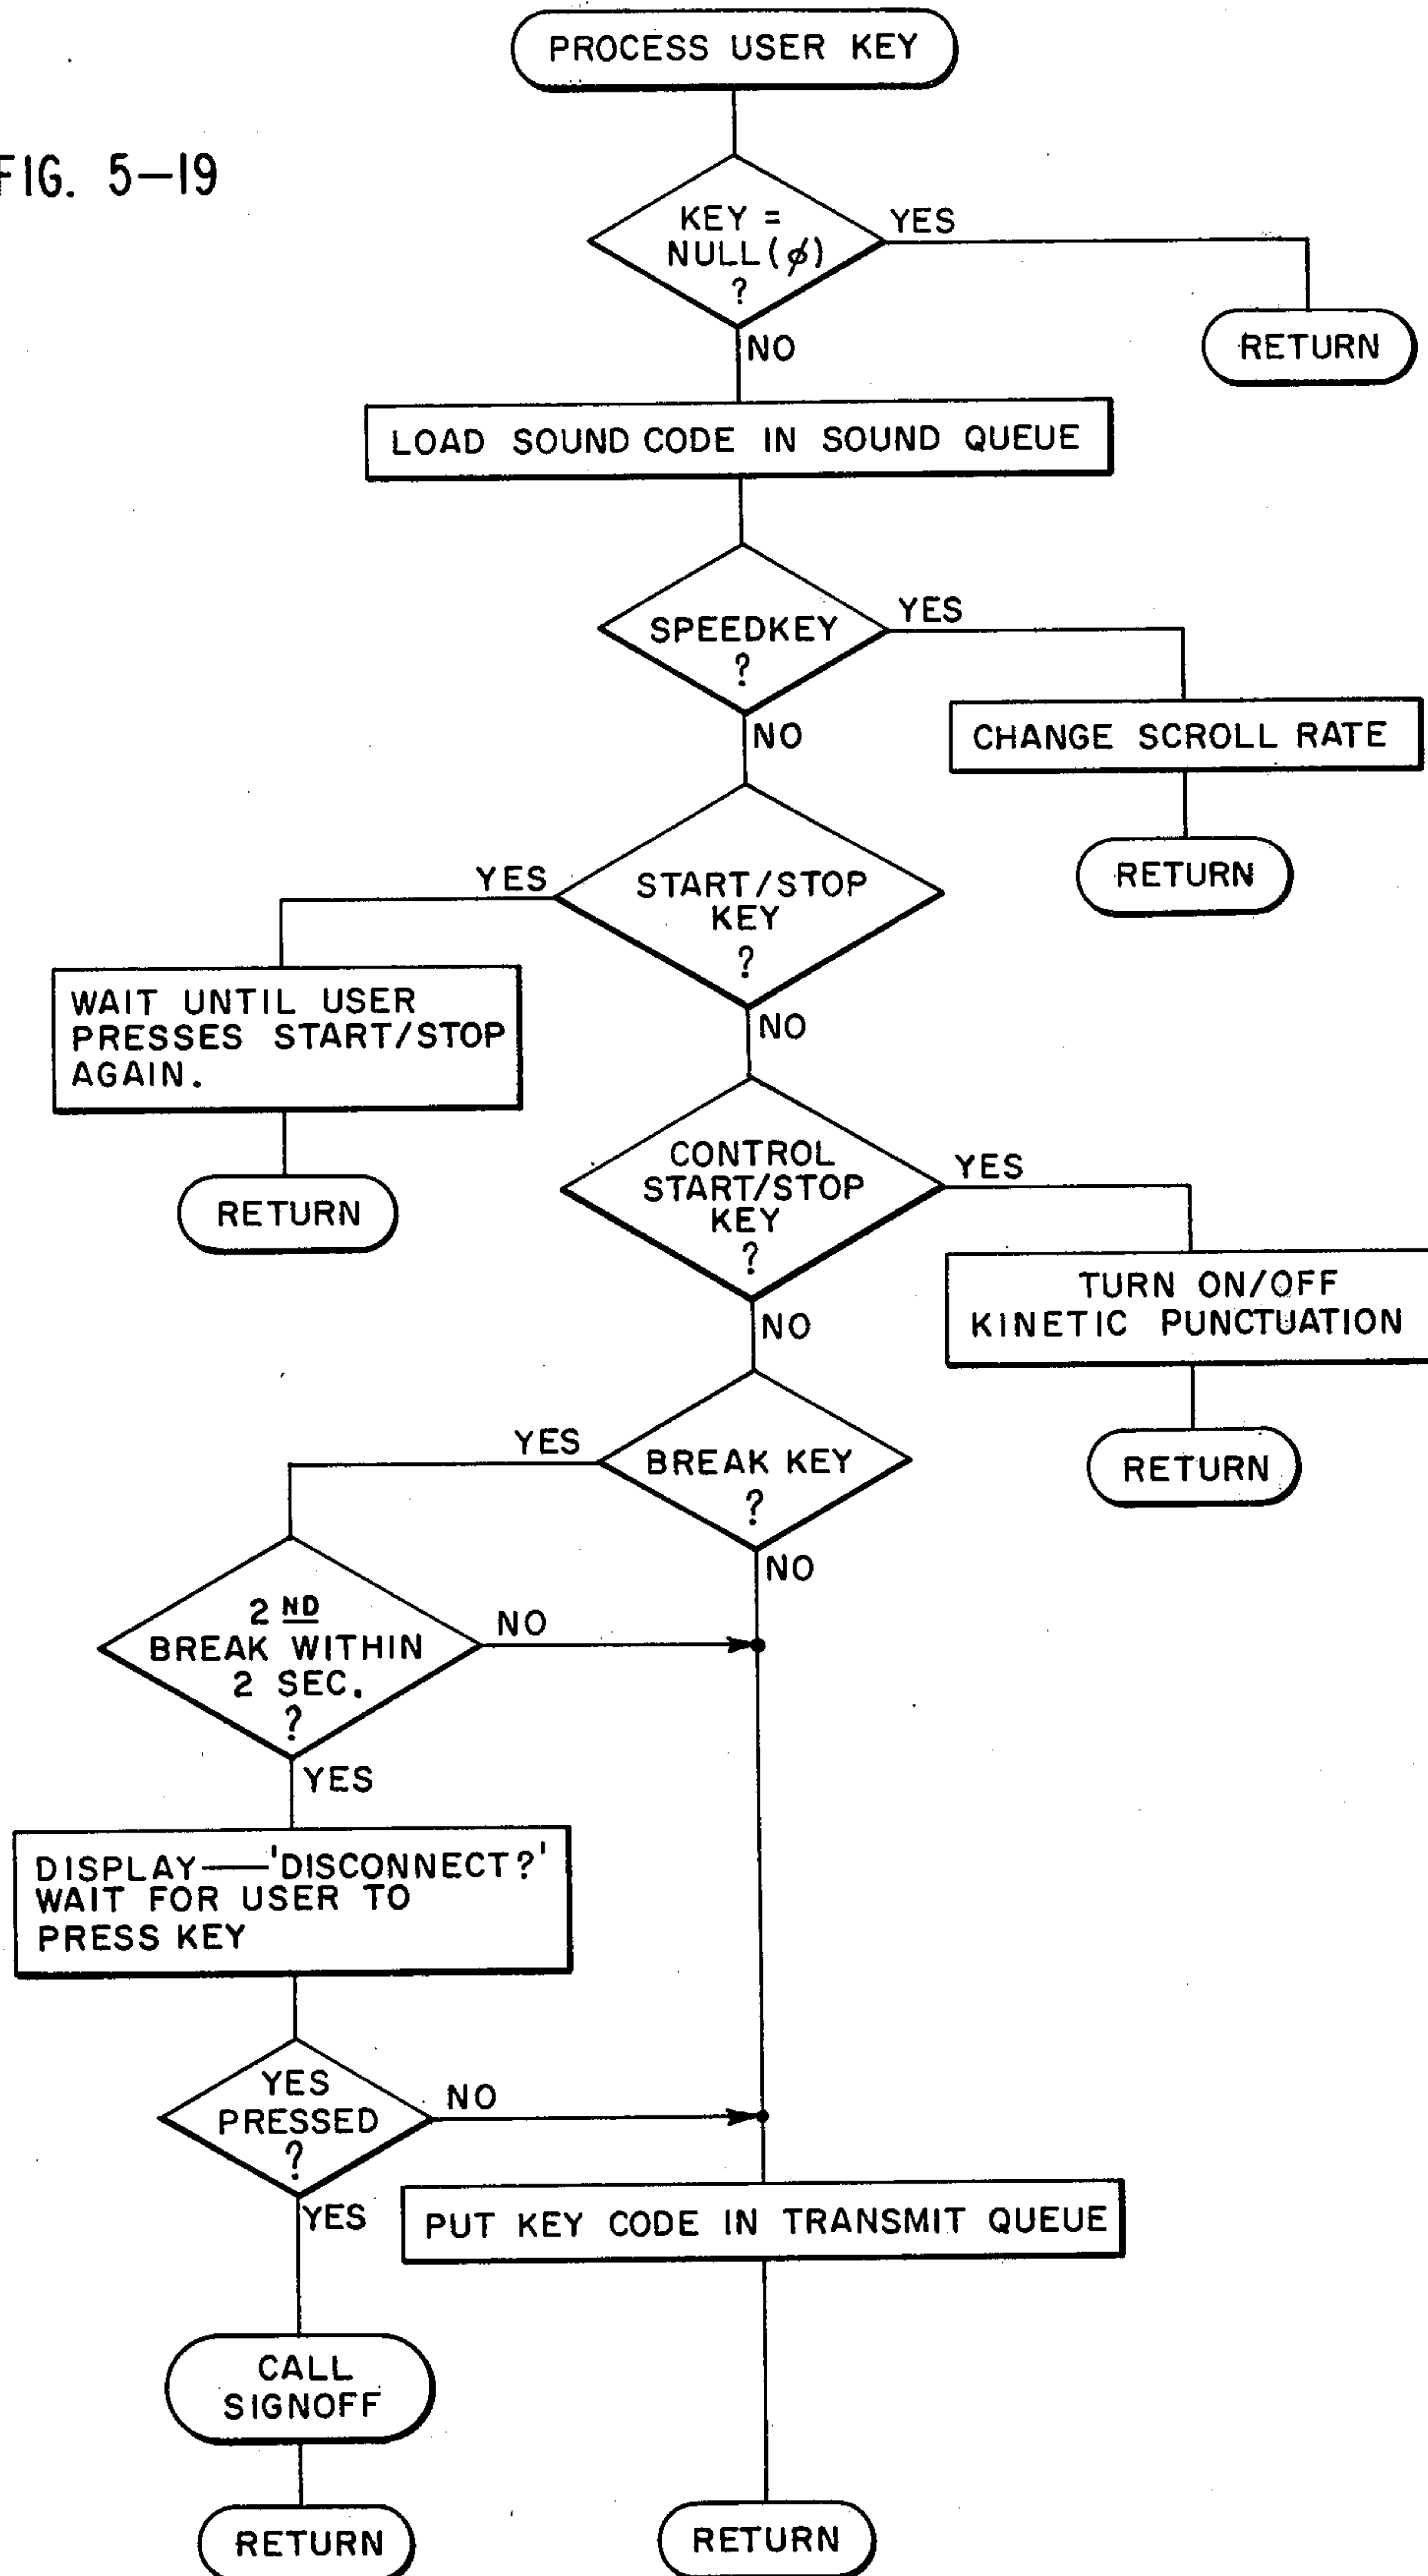 PROCESS USER KEY
FIG. 5-19
KEY =
NULL(ϕ)
?
YES
RETURN
NO
LOAD SOUND CODE IN SOUND QUEUE
SPEEDKEY
?
YES
NO
CHANGE SCROLL RATE
RETURN
START/STOP
KEY
?
YES
NO
WAIT UNTIL USER
PRESSES START/STOP
AGAIN.
RETURN
CONTROL
START/STOP
KEY
?
YES
NO
TURN ON/OFF
KINETIC PUNCTUATION
RETURN
BREAK KEY
?
YES
NO
2 ND
BREAK WITHIN
2 SEC.
?
NO
YES
DISPLAY—'DISCONNECT?'
WAIT FOR USER TO
PRESS KEY
YES
PRESSED
?
NO
YES
PUT KEY CODE IN TRANSMIT QUEUE
CALL
SIGNOFF
RETURN
RETURN